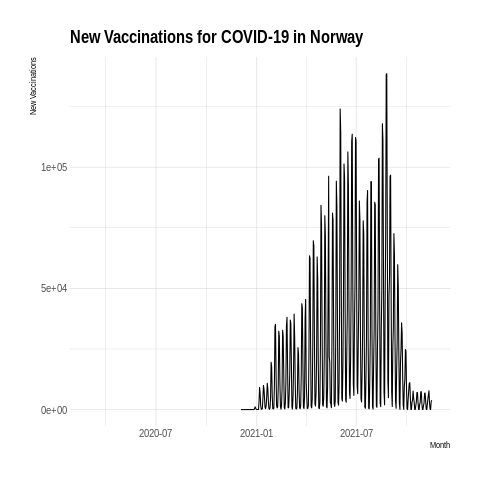 New Vaccinations for COVID-19 in Norway
New Vaccinations
1e+05
5e+04
0e+00
2020-07
2021-01
2021-07
Month